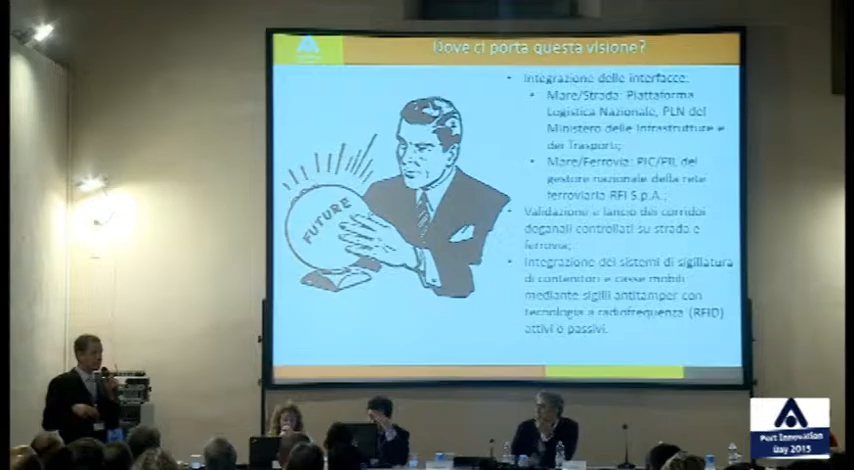 Dove ci porta questa visione?
• Integrazione delle interfacce:
• Mare/Strada: Piattaforma
Logistica Nazionale, PLN del
Ministero delle Infrastrutture e
dei Trasporti;
• Mare/Ferrovia: PIC/PIL del
gestore nazionale della rete
ferroviaria RFI S.p.A.;
• Validazione e lancio dei corridoi
doganali controllati su strada e
ferrovia;
• Integrazione dei sistemi di sigillatura
di contenitori e casse mobili
mediante sigilli antitamper con
tecnologia a radiofrequenza (RFID)
attivi o passivi.
FUTURE
Port Innovation
Day 2015